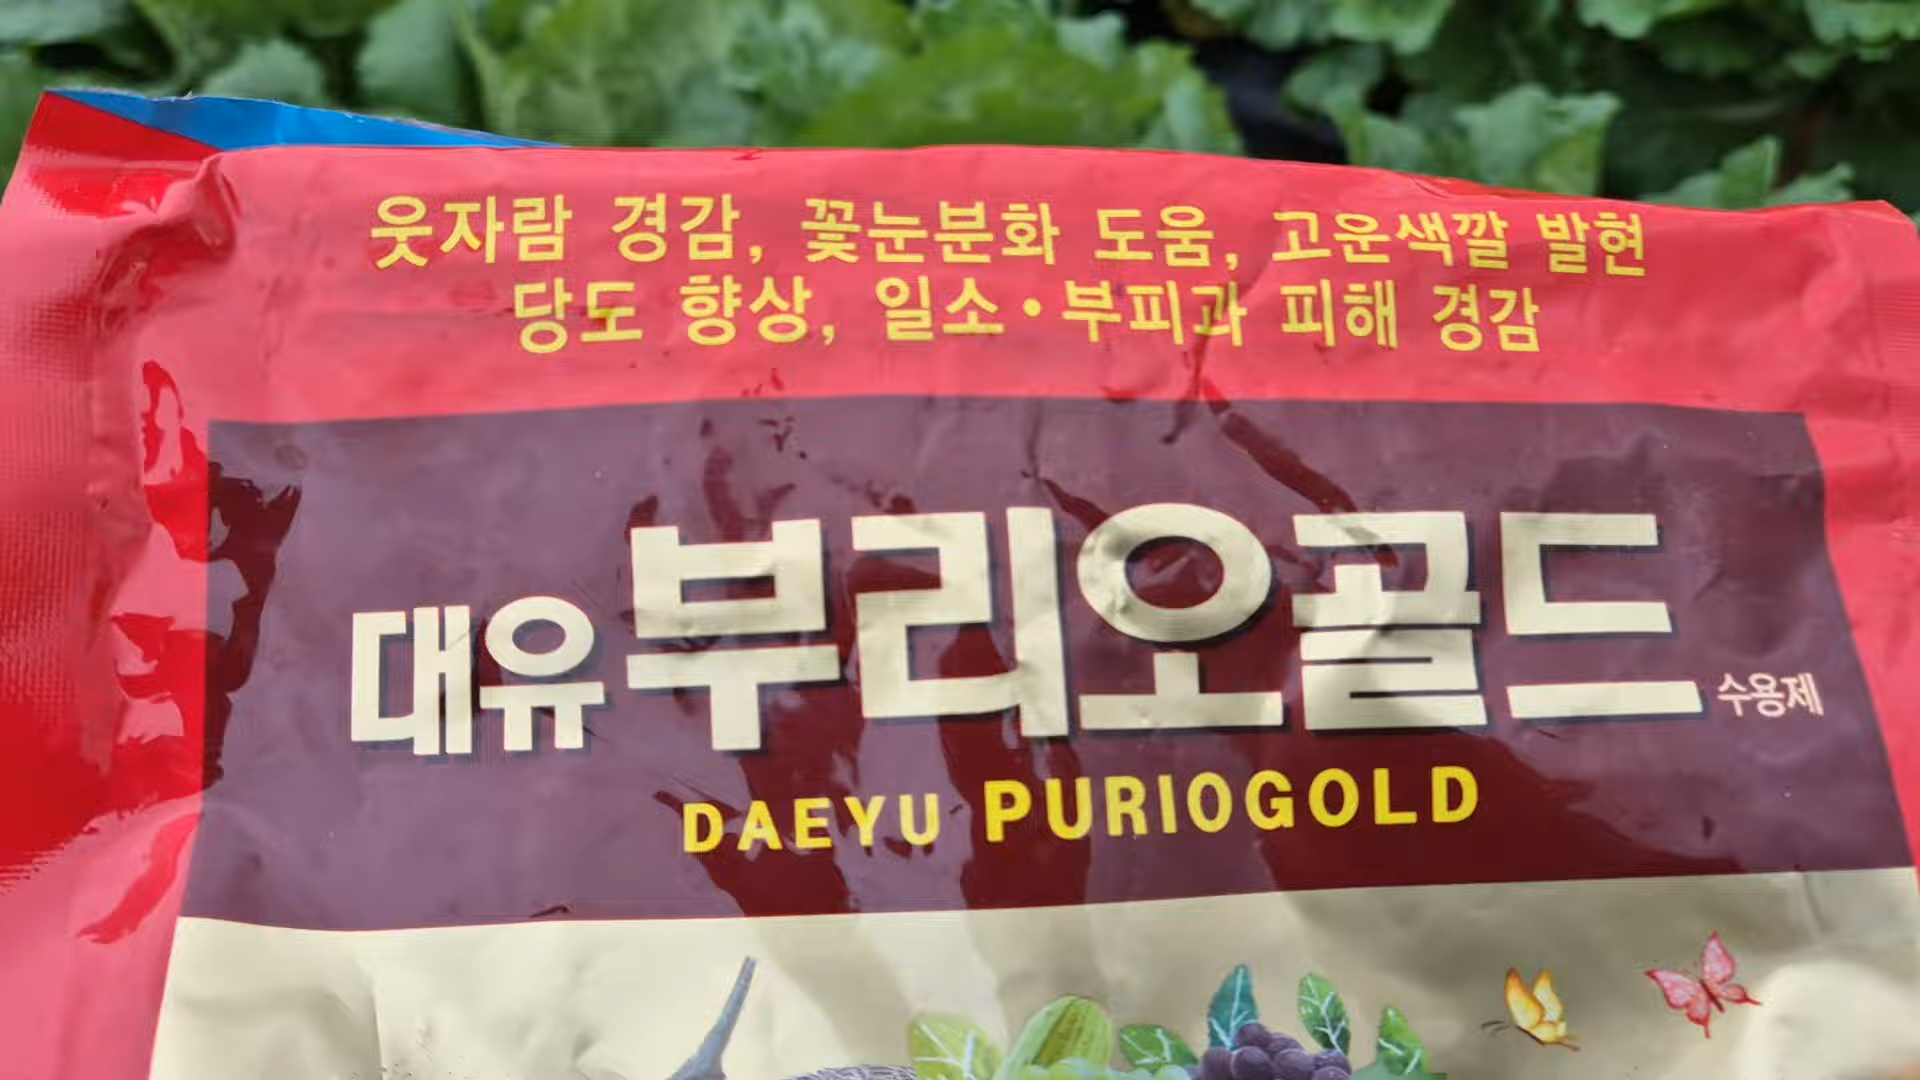 웃자람 경감, 꽃눈분화 도움, 고운색깔 발현
당도 향상, 일소·부피과 피해 경감
대유 부리오골드 수용제
DAEYU PURIOGOLD